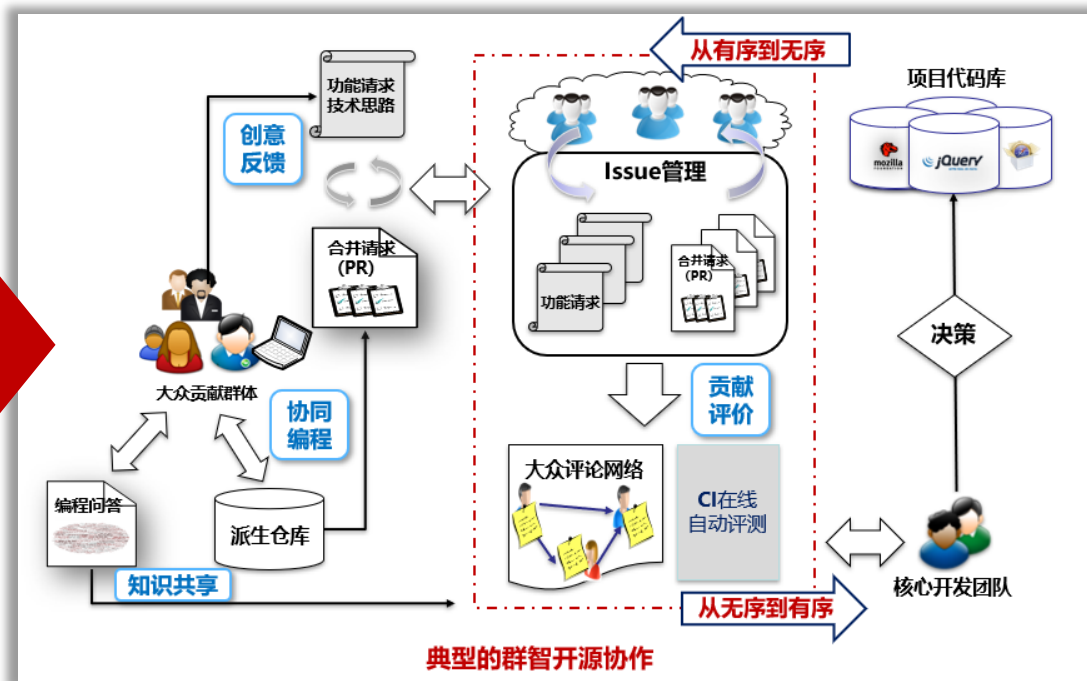 从有序到无序
功能请求
技术思路
创意
反馈
项目代码库
mozilla
FOUNDATION
jQuery
Issue管理
合并请求
(PR)
功能请求
合并请求
(PR)
大众贡献群体
协同
编程
决策
贡献
评价
编程问答
派生仓库
大众评论网络
CI在线
自动评测
知识共享
核心开发团队
从无序到有序
典型的群智开源协作